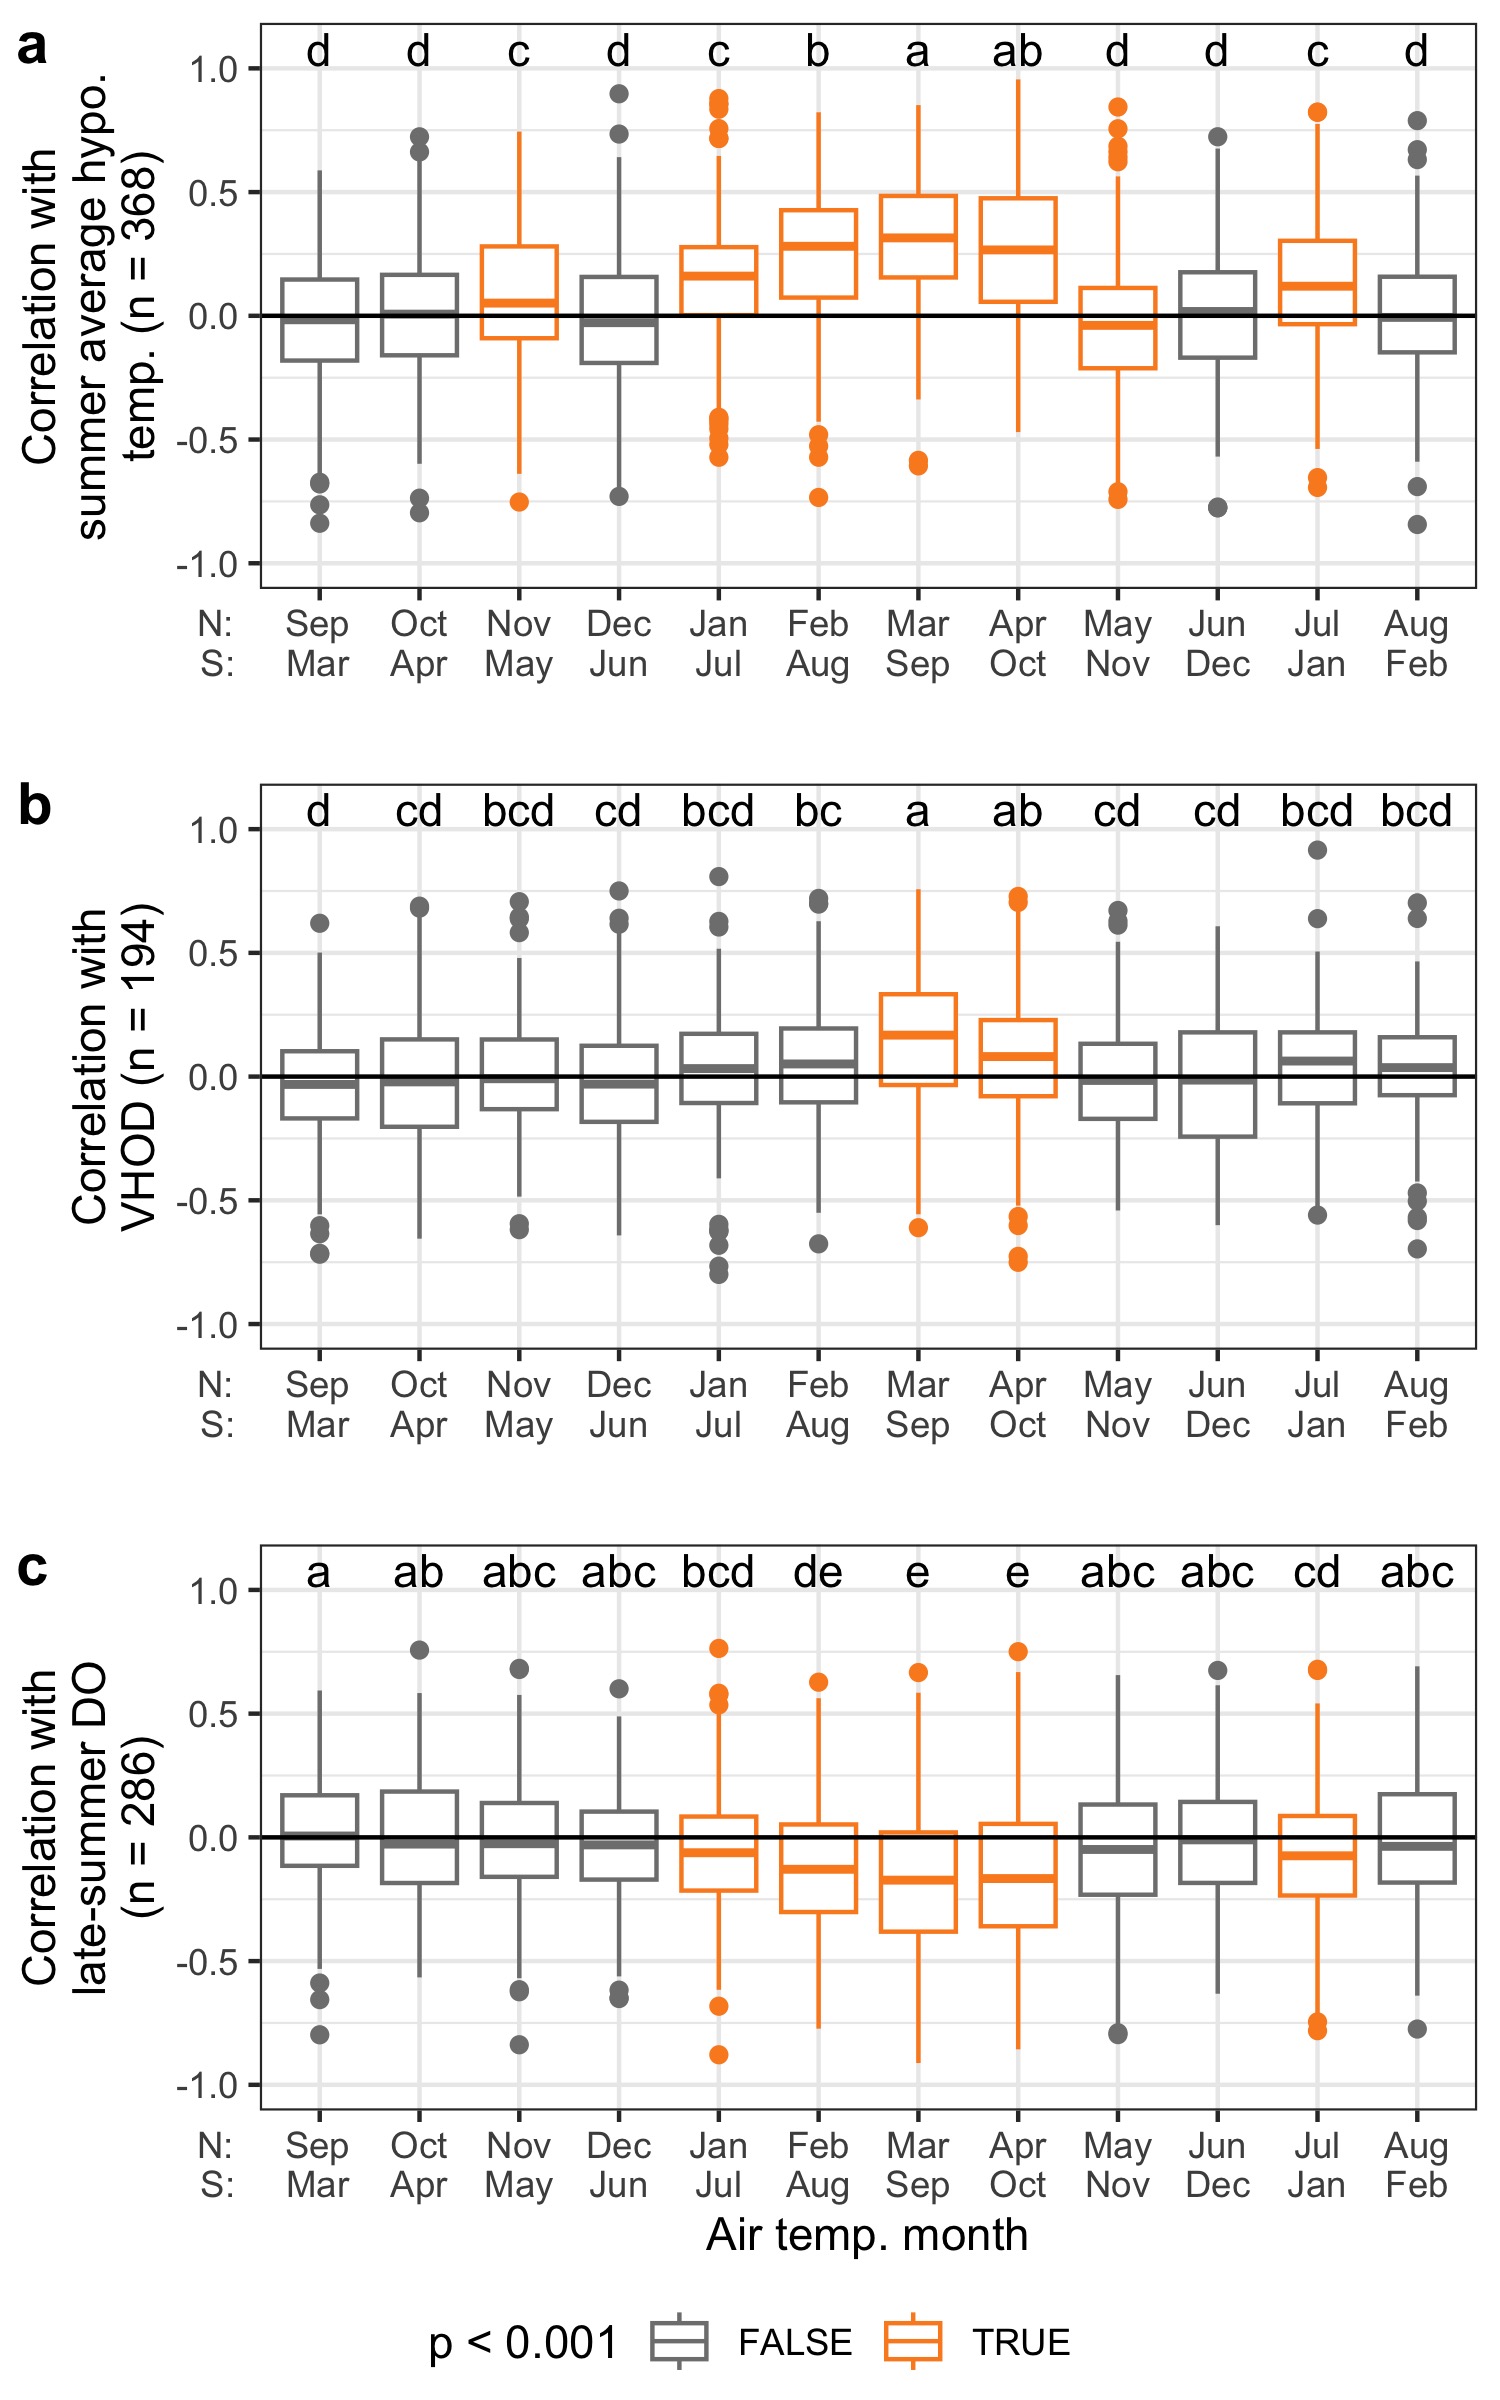 a
d d c d c b a ab d d c d
Correlation with
summer average hypo.
temp. (n = 368)
1.0
0.5
0.0
-0.5
-1.0
N: Sep Oct Nov Dec Jan Feb Mar Apr May Jun Jul Aug
S: Mar Apr May Jun Jul Aug Sep Oct Nov Dec Jan Feb
b
d cd bcd cd bcd bc a ab cd cd bcd bcd
Correlation with
VHOD (n = 194)
1.0
0.5
0.0
-0.5
-1.0
N: Sep Oct Nov Dec Jan Feb Mar Apr May Jun Jul Aug
S: Mar Apr May Jun Jul Aug Sep Oct Nov Dec Jan Feb
c
a ab abc abc bcd de e e abc abc cd abc
Correlation with
late-summer DO
(n = 286)
1.0
0.5
0.0
-0.5
-1.0
N: Sep Oct Nov Dec Jan Feb Mar Apr May Jun Jul Aug
S: Mar Apr May Jun Jul Aug Sep Oct Nov Dec Jan Feb
Air temp. month
p < 0.001 FALSE TRUE